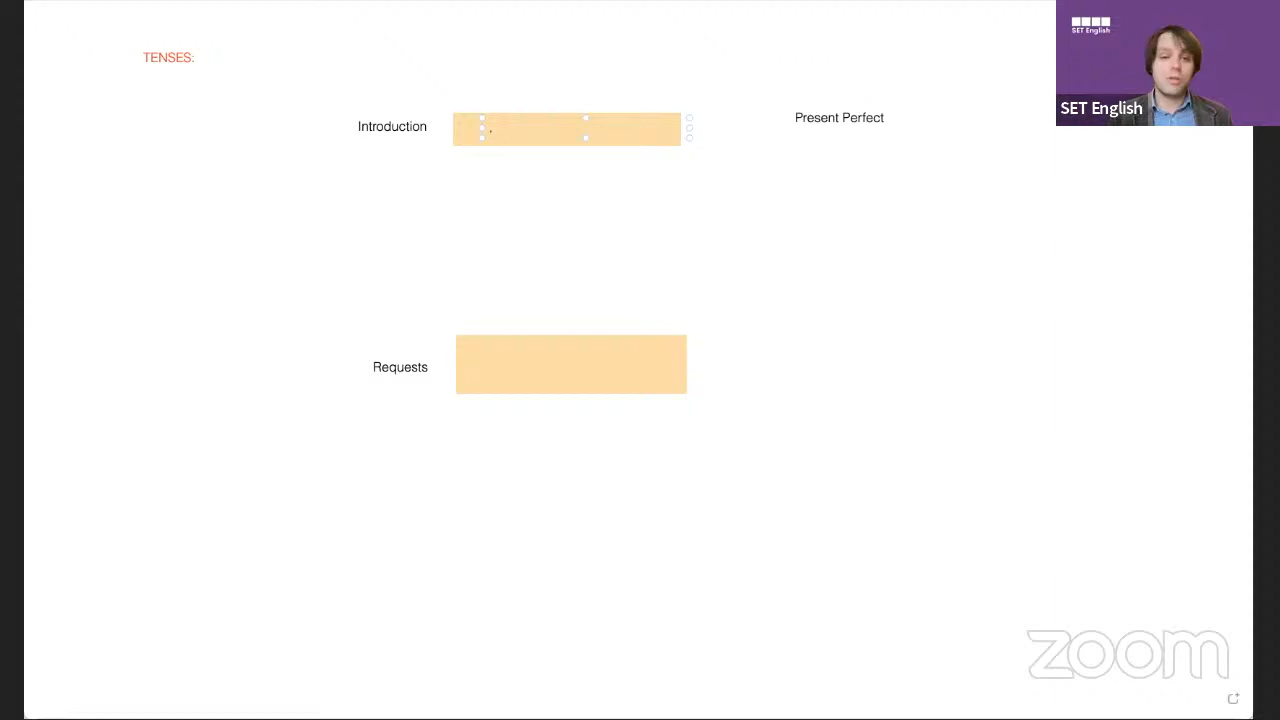 TENSES:
SET English
SET English
Introduction
Present Perfect
Requests
zoom